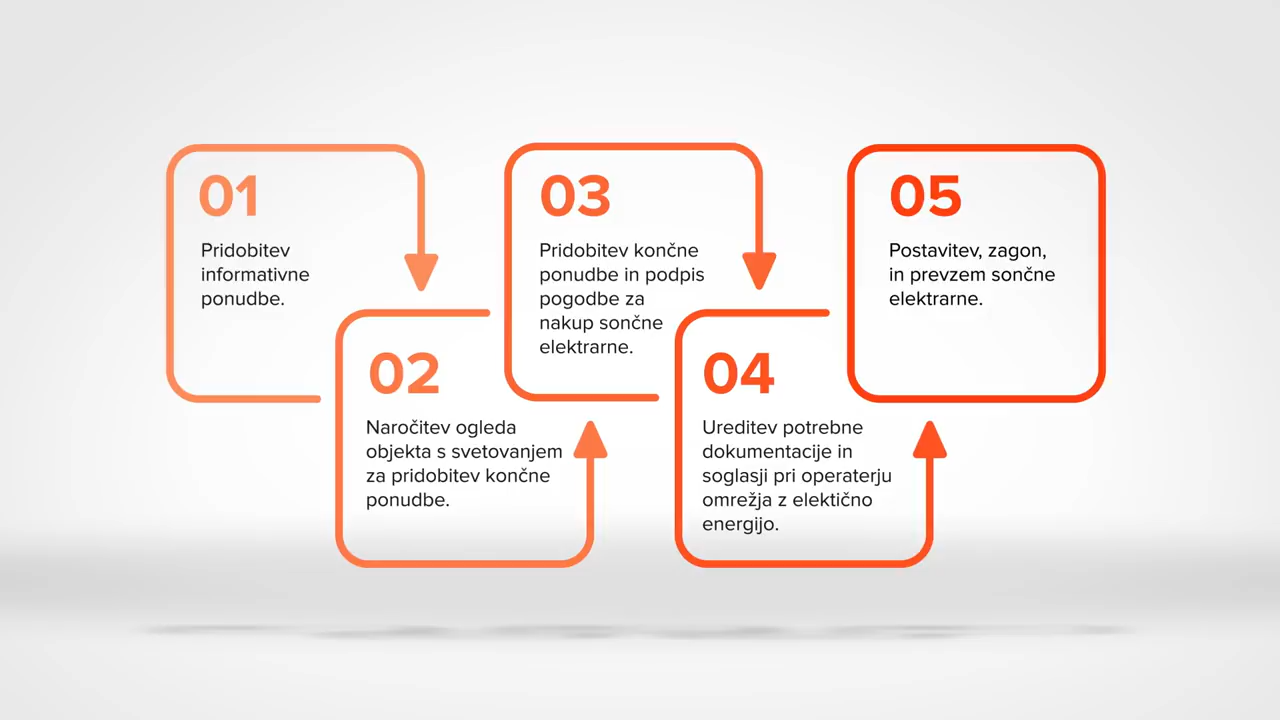 01
Pridobitev
informativne
ponudbe.
02
Naročitev ogleda
objekta s svetovanjem
za pridobitev končne
ponudbe.
03
Pridobitev končne
ponudbe in podpis
pogodbe za
nakup sončne
elektrarne.
04
Ureditev potrebne
dokumentacije in
soglasji pri operaterju
omrežja z elektično
energijo.
05
Postavitev, zagon,
in prevzem sončne
elektrarne.